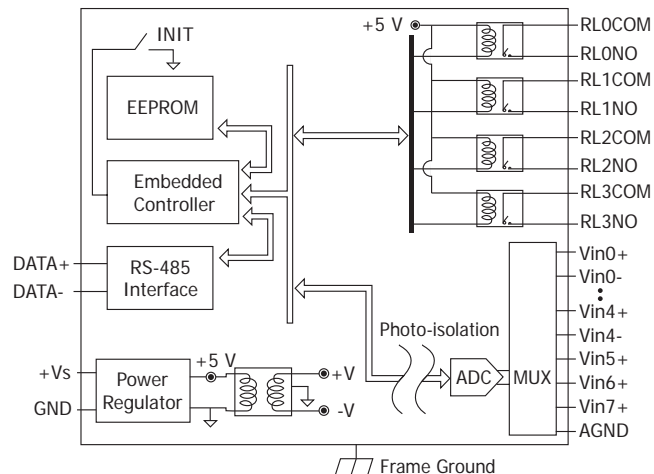 INIT
+5 V
RL0COM
RL0NO
RL1COM
RL1NO
RL2COM
RL2NO
RL3COM
RL3NO
EEPROM
Embedded
Controller
RS-485
Interface
DATA+
DATA-
Vin0+
Vin0-
Vin4+
Vin4-
Vin5+
Vin6+
Vin7+
AGND
Photo-isolation
ADC
MUX
+Vs
GND
Power
Regulator
+5 V
+V
-V
Frame Ground